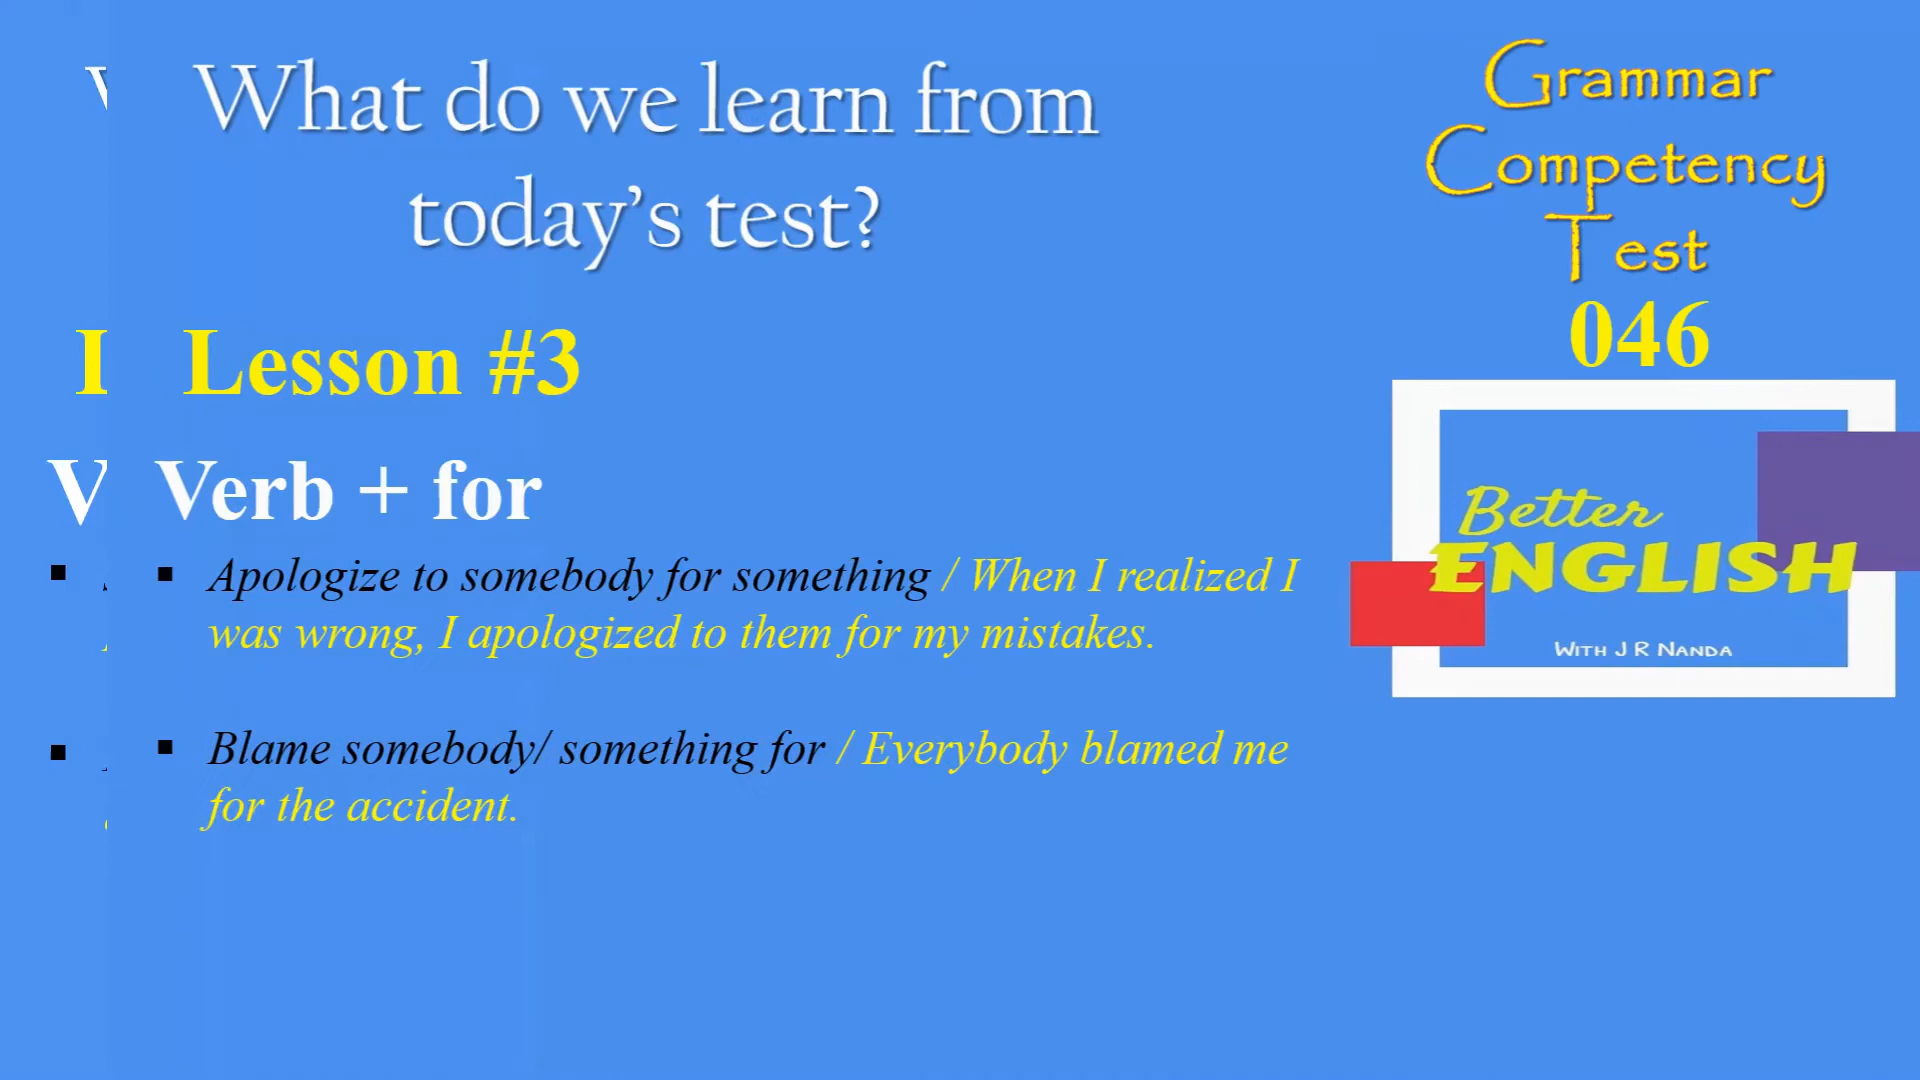 What do we learn from
today's test?
Lesson #3
Verb + for
▪ Apologize to somebody for something / When I realized I
was wrong, I apologized to them for my mistakes.
▪ Blame somebody/ something for / Everybody blamed me
for the accident.
Grammar
Competency
Test
046
Better
ENGLISH
WITH J R NANDA